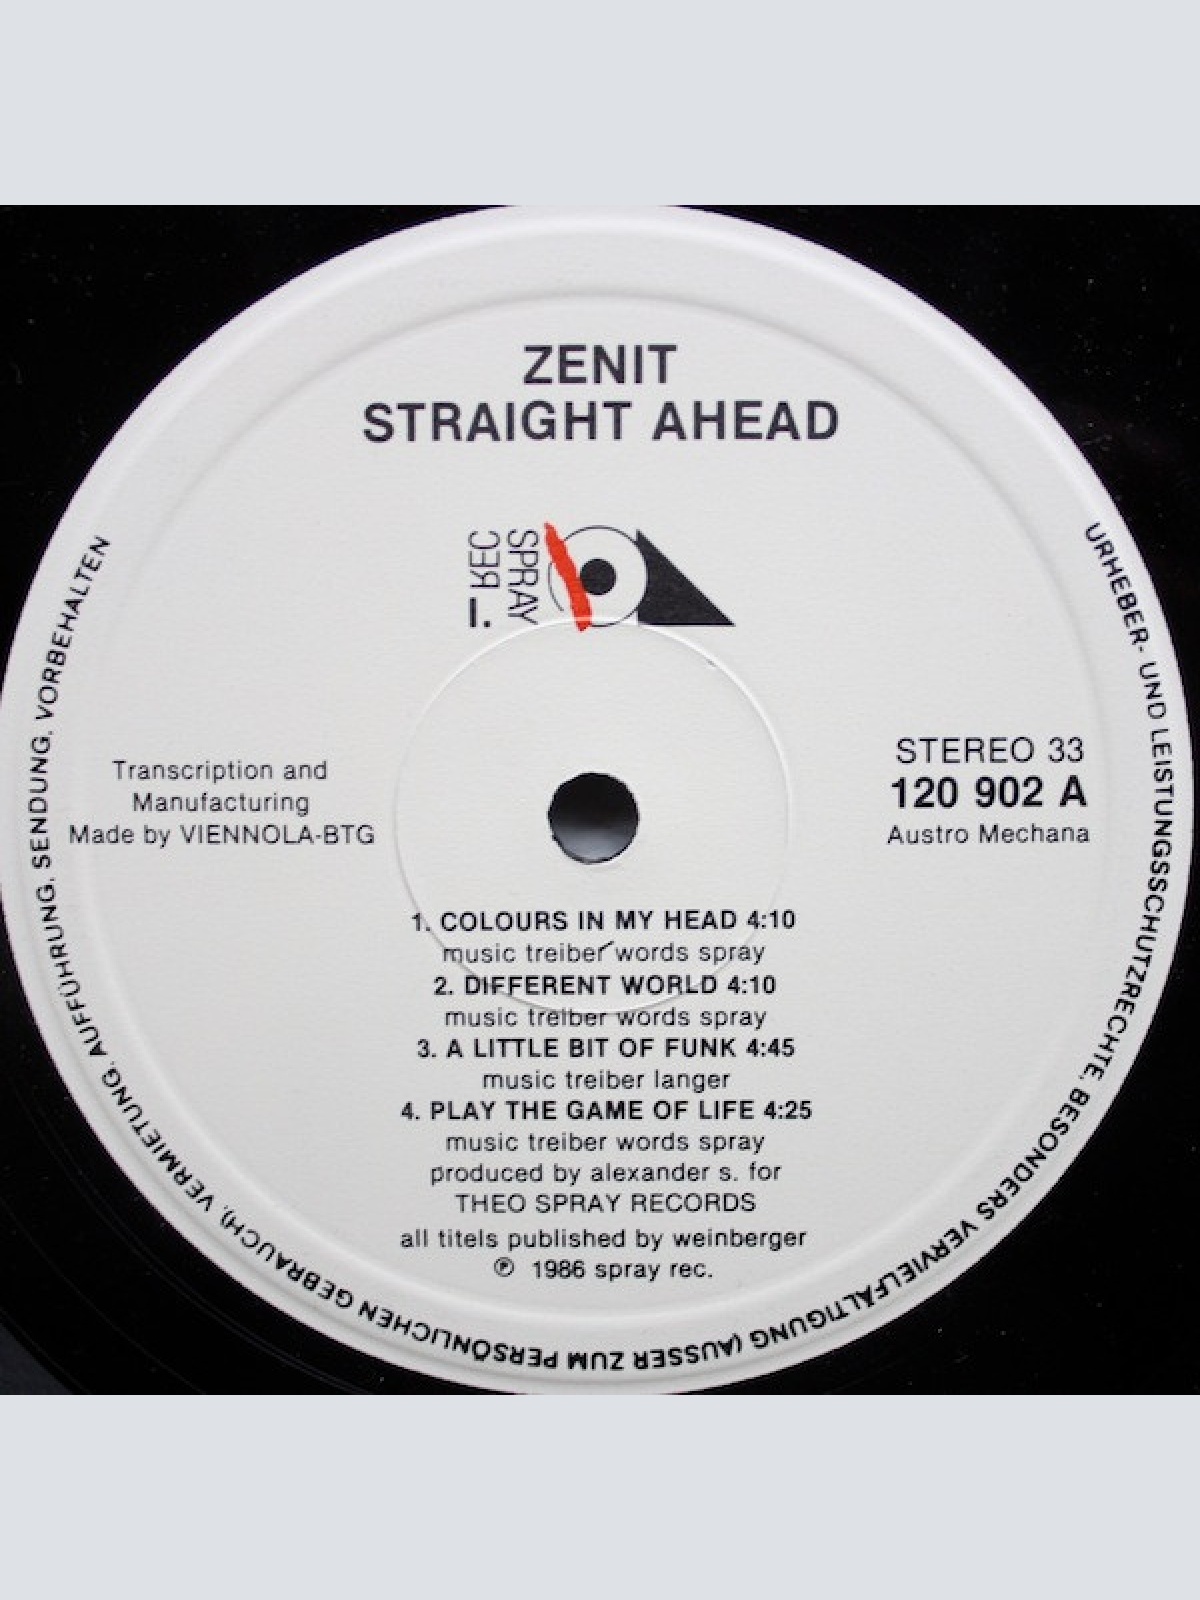 ZENIT
STRAIGHT AHEAD
SPRAY
REC
Transcription and
Manufacturing
Made by VIENNOLA-BTG
STEREO 33
120 902 A
Austro Mechana
1. COLOURS IN MY HEAD 4:10
music treiber words spray
2. DIFFERENT WORLD 4:10
music treiber words spray
3. A LITTLE BIT OF FUNK 4:45
music treiber langer
4. PLAY THE GAME OF LIFE 4:25
music treiber words spray
produced by alexander s. for
THEO SPRAY RECORDS
all titels published by weinberger
℗ 1986 spray rec.
URHEBER- UND LEISTUNGSSCHUTZRECHTE, BESONDERS VERVIELFÄLTIGUNG (AUSSER ZUM PERSÖNLICHEN GEBRAUCH), VERMIETUNG, AUFFÜHRUNG, SENDUNG, VORBEHALTEN